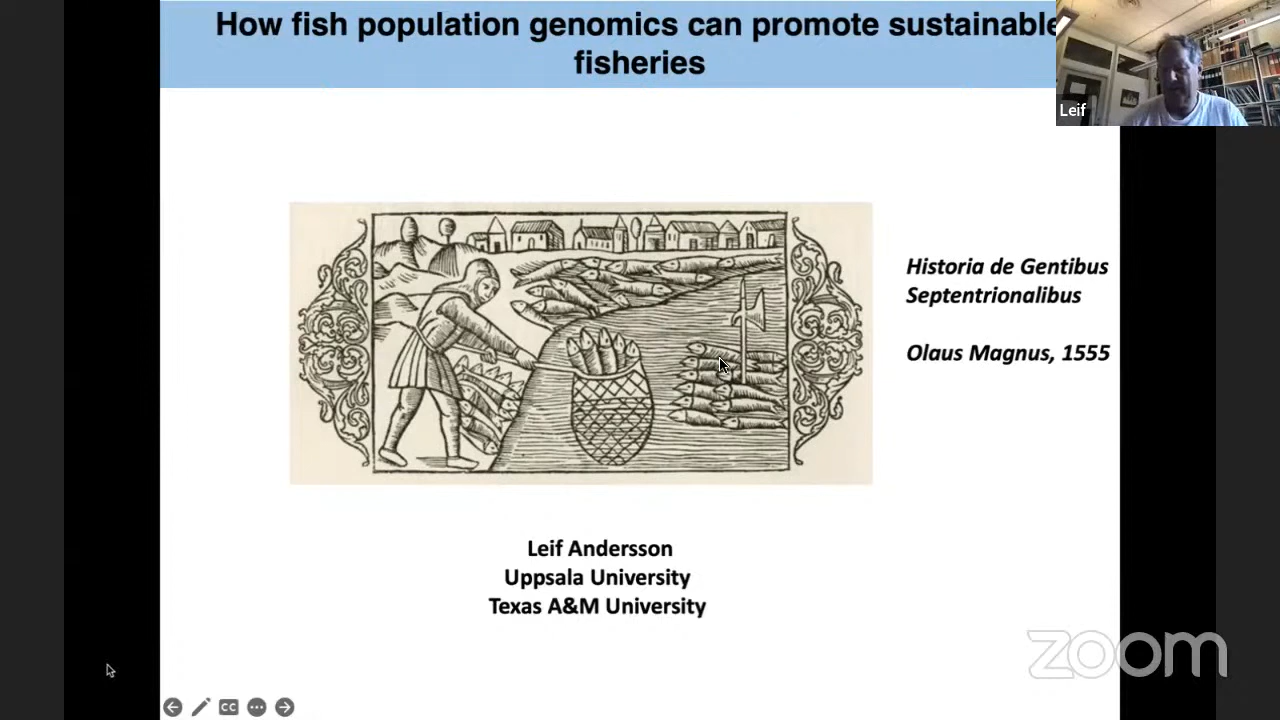 How fish population genomics can promote sustainable
fisheries
Leif
Historia de Gentibus
Septentrionalibus
Olaus Magnus, 1555
Leif Andersson
Uppsala University
Texas A&M University
zoom
CC